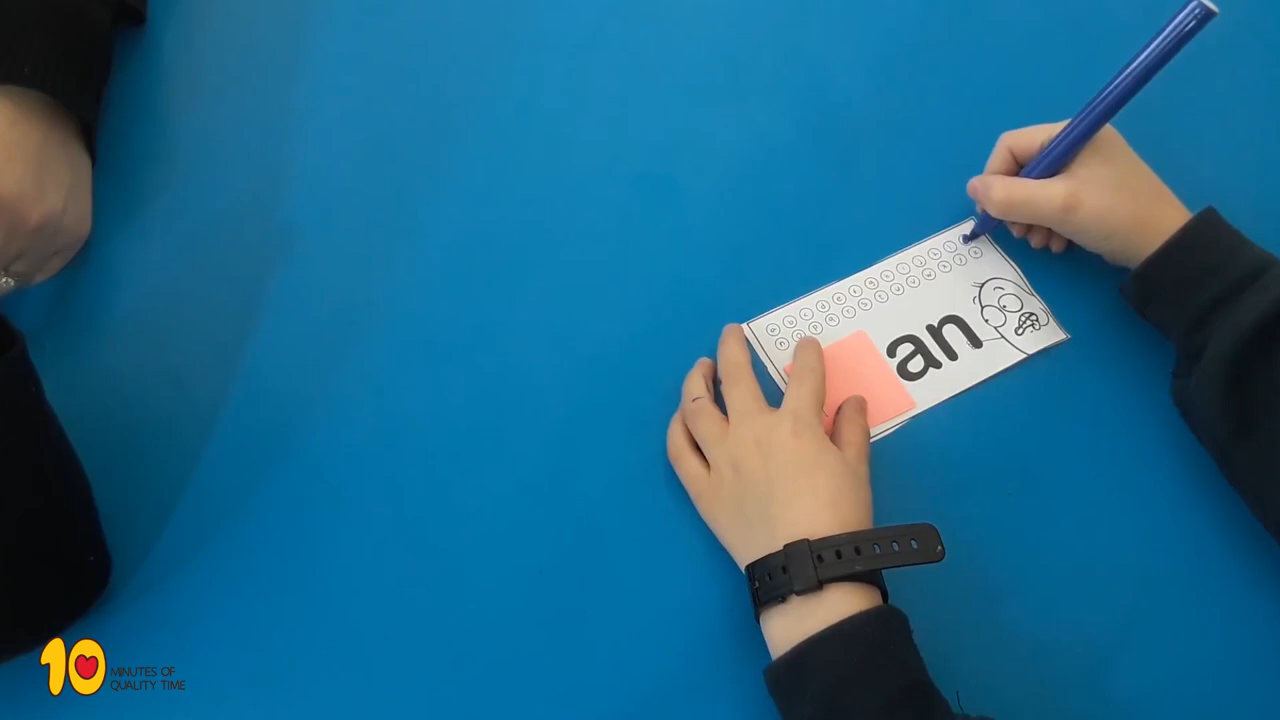 a b c d e f g h i j k l
n o p q r s t u v w x y z
an
10 MINUTES OF
QUALITY TIME